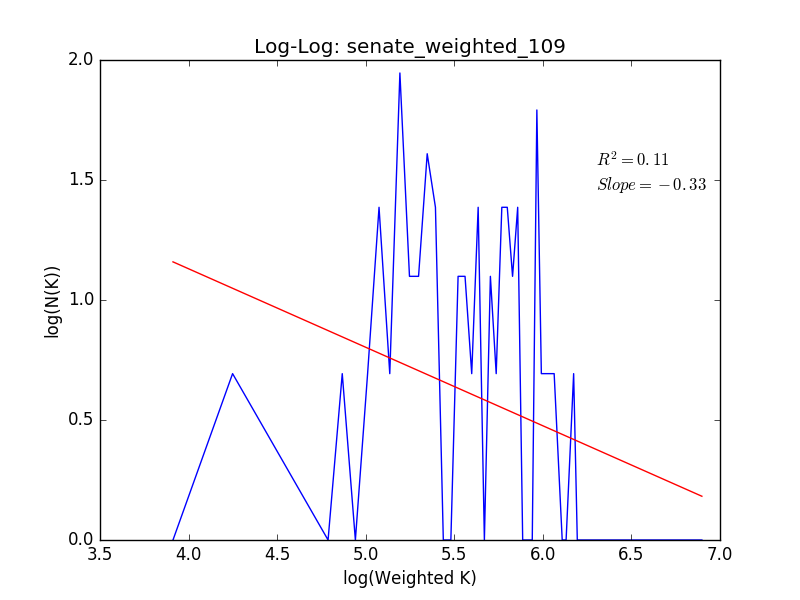 Log-Log: senate_weighted_109
2.0
1.5
1.0
0.5
0.0
log(N(K))
R² = 0.11
Slope = −0.33
3.5 4.0 4.5 5.0 5.5 6.0 6.5 7.0
log(Weighted K)